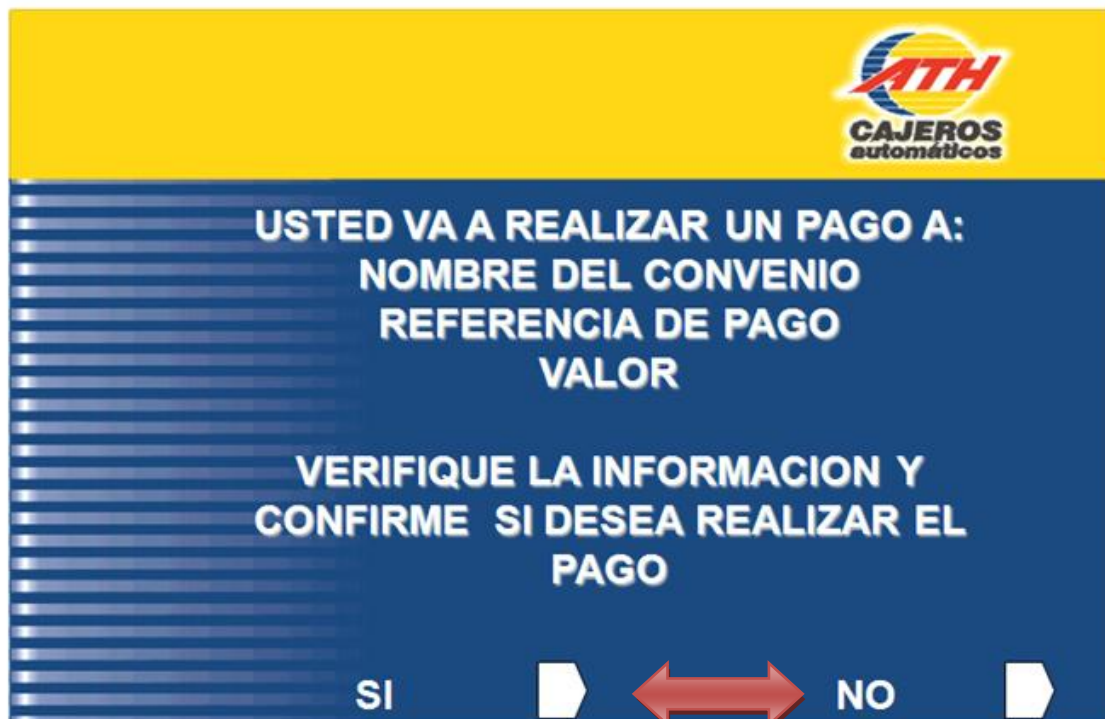 ATH
CAJEROS
automáticos
USTED VA A REALIZAR UN PAGO A:
NOMBRE DEL CONVENIO
REFERENCIA DE PAGO
VALOR
VERIFIQUE LA INFORMACION Y
CONFIRME SI DESEA REALIZAR EL
PAGO
SI NO